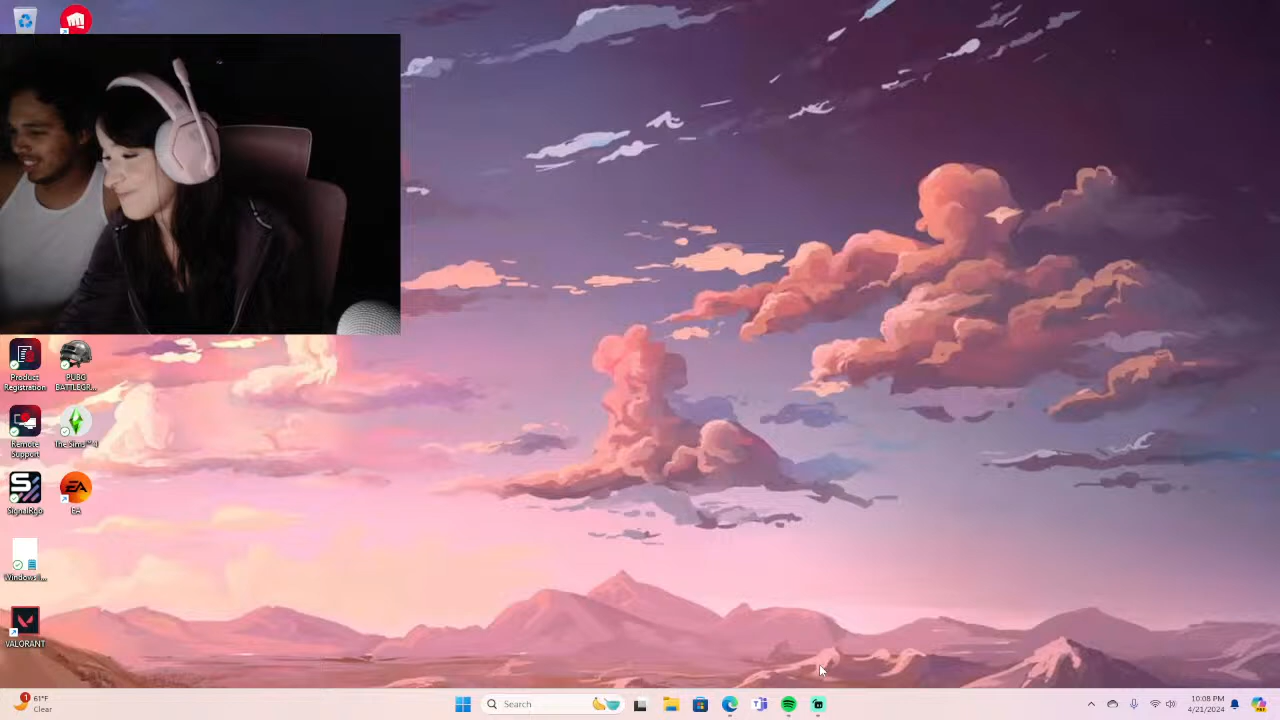 Product
Registration
PUBG
BATTLEGR...
Remote
Support
The Sims™ 4
SignalRgb
EA
Windows I...
VALORANT
1
61°F
Clear
Search
10:08 PM
4/21/2024